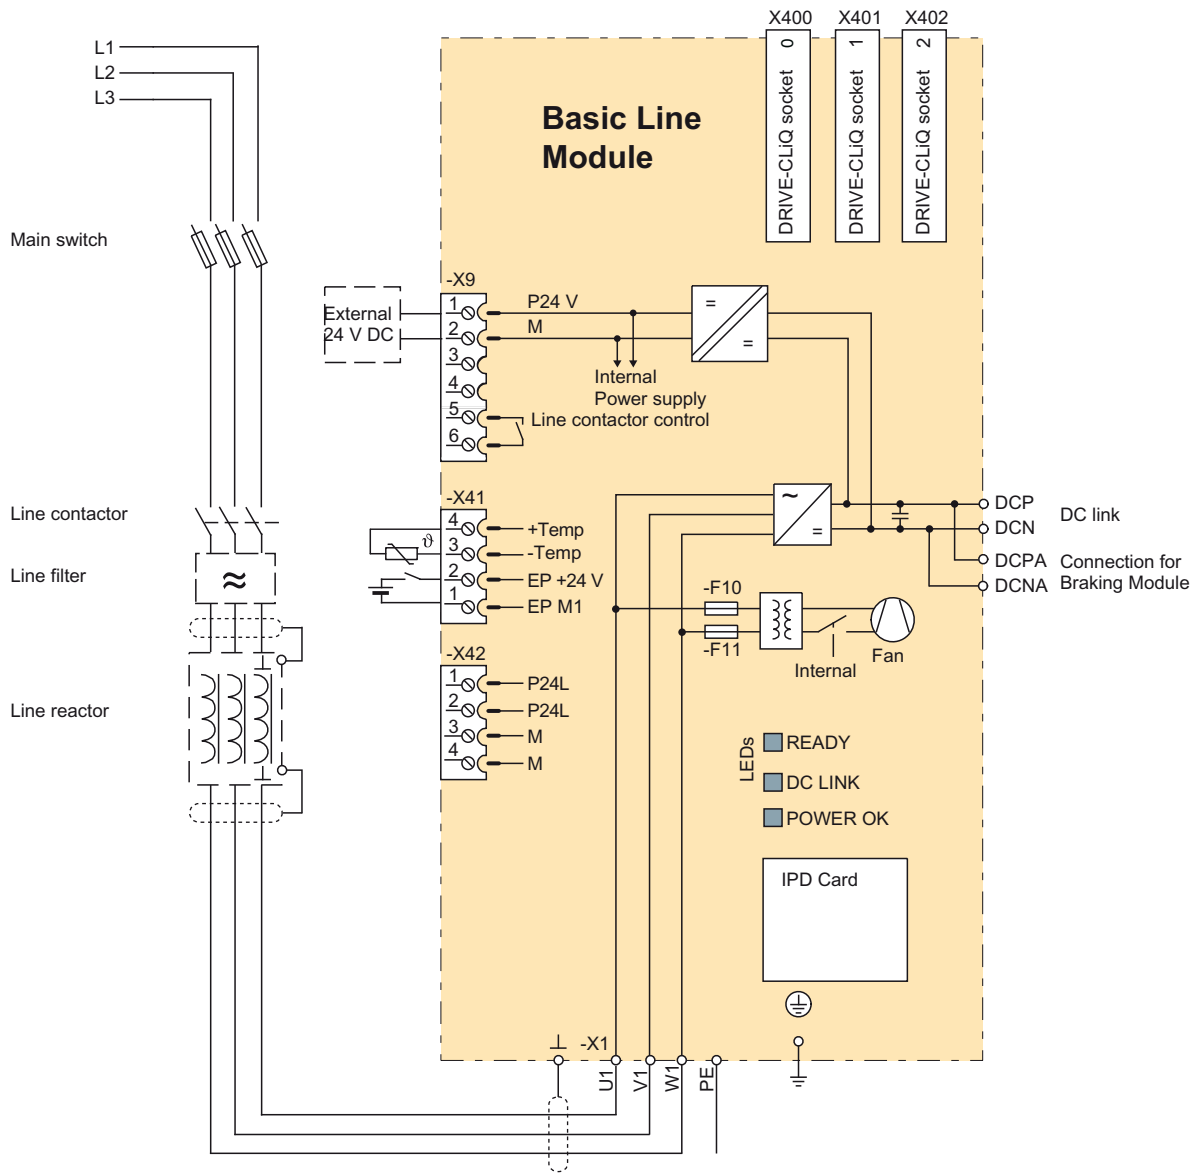 X400 X401 X402
L1
L2
L3
0 1 2
DRIVE-CLiQ socket
DRIVE-CLiQ socket
DRIVE-CLiQ socket
Basic Line
Module
Main switch
-X9
External
24 V DC
1 P24 V
2 M
3
4
5
6
= =
Internal
Power supply
Line contactor control
Line contactor
-X41
4 +Temp
3 -Temp
2 EP +24 V
1 EP M1
ϑ
~ =
DCP
DCN
DC link
DCPA
DCNA
Connection for
Braking Module
Line filter
≈
-F10
-F11
Internal
Fan
-X42
1 P24L
2 P24L
3 M
4 M
Line reactor
LEDs
READY
DC LINK
POWER OK
IPD Card
-X1
U1
V1
W1
PE